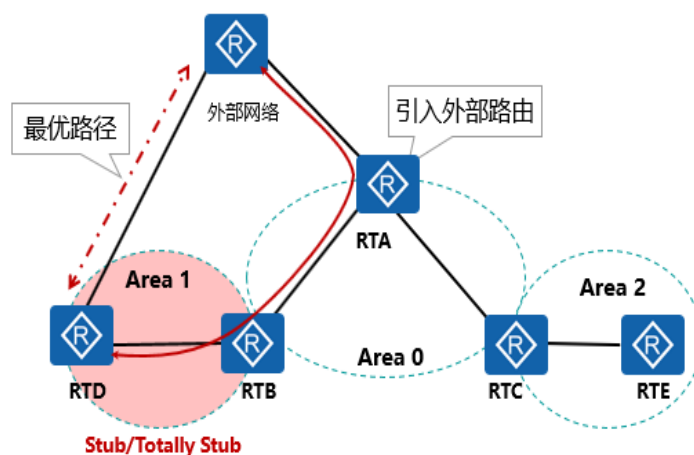 R
外部网络
最优路径
引入外部路由
R
RTA
Area 1
Area 2
R
RTD
R
RTB
Area 0
R
RTC
R
RTE
Stub/Totally Stub